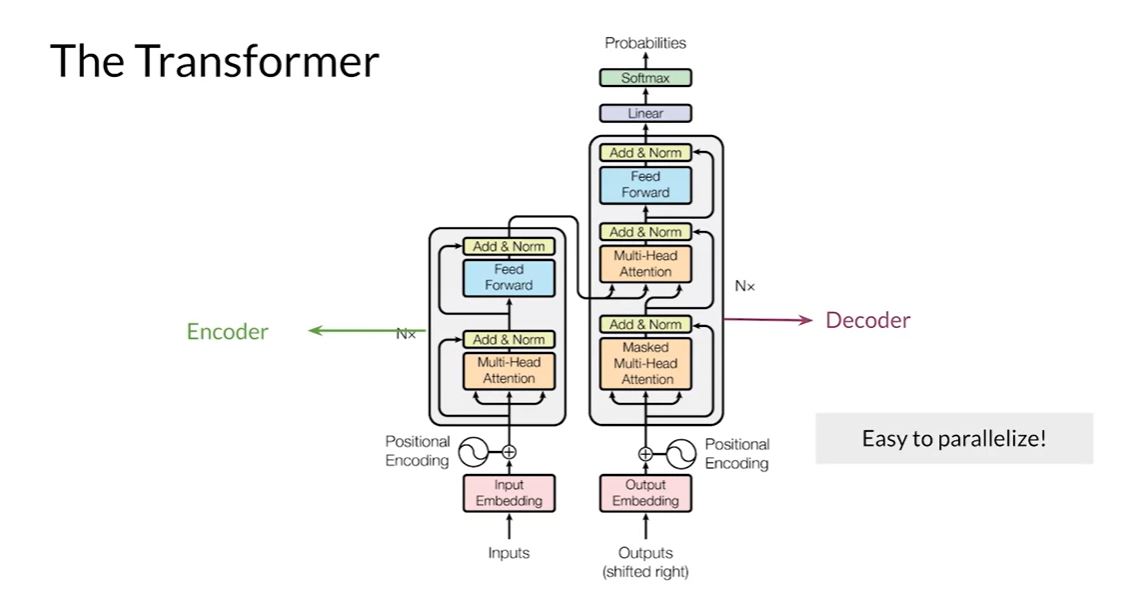 The Transformer
Probabilities
Softmax
Linear
Add & Norm
Feed
Forward
Add & Norm
Multi-Head
Attention
Nx
Add & Norm
Masked
Multi-Head
Attention
Decoder
Add & Norm
Feed
Forward
Encoder
Nx
Add & Norm
Multi-Head
Attention
Easy to parallelize!
Positional
Encoding
Positional
Encoding
Input
Embedding
Output
Embedding
Inputs
Outputs
(shifted right)